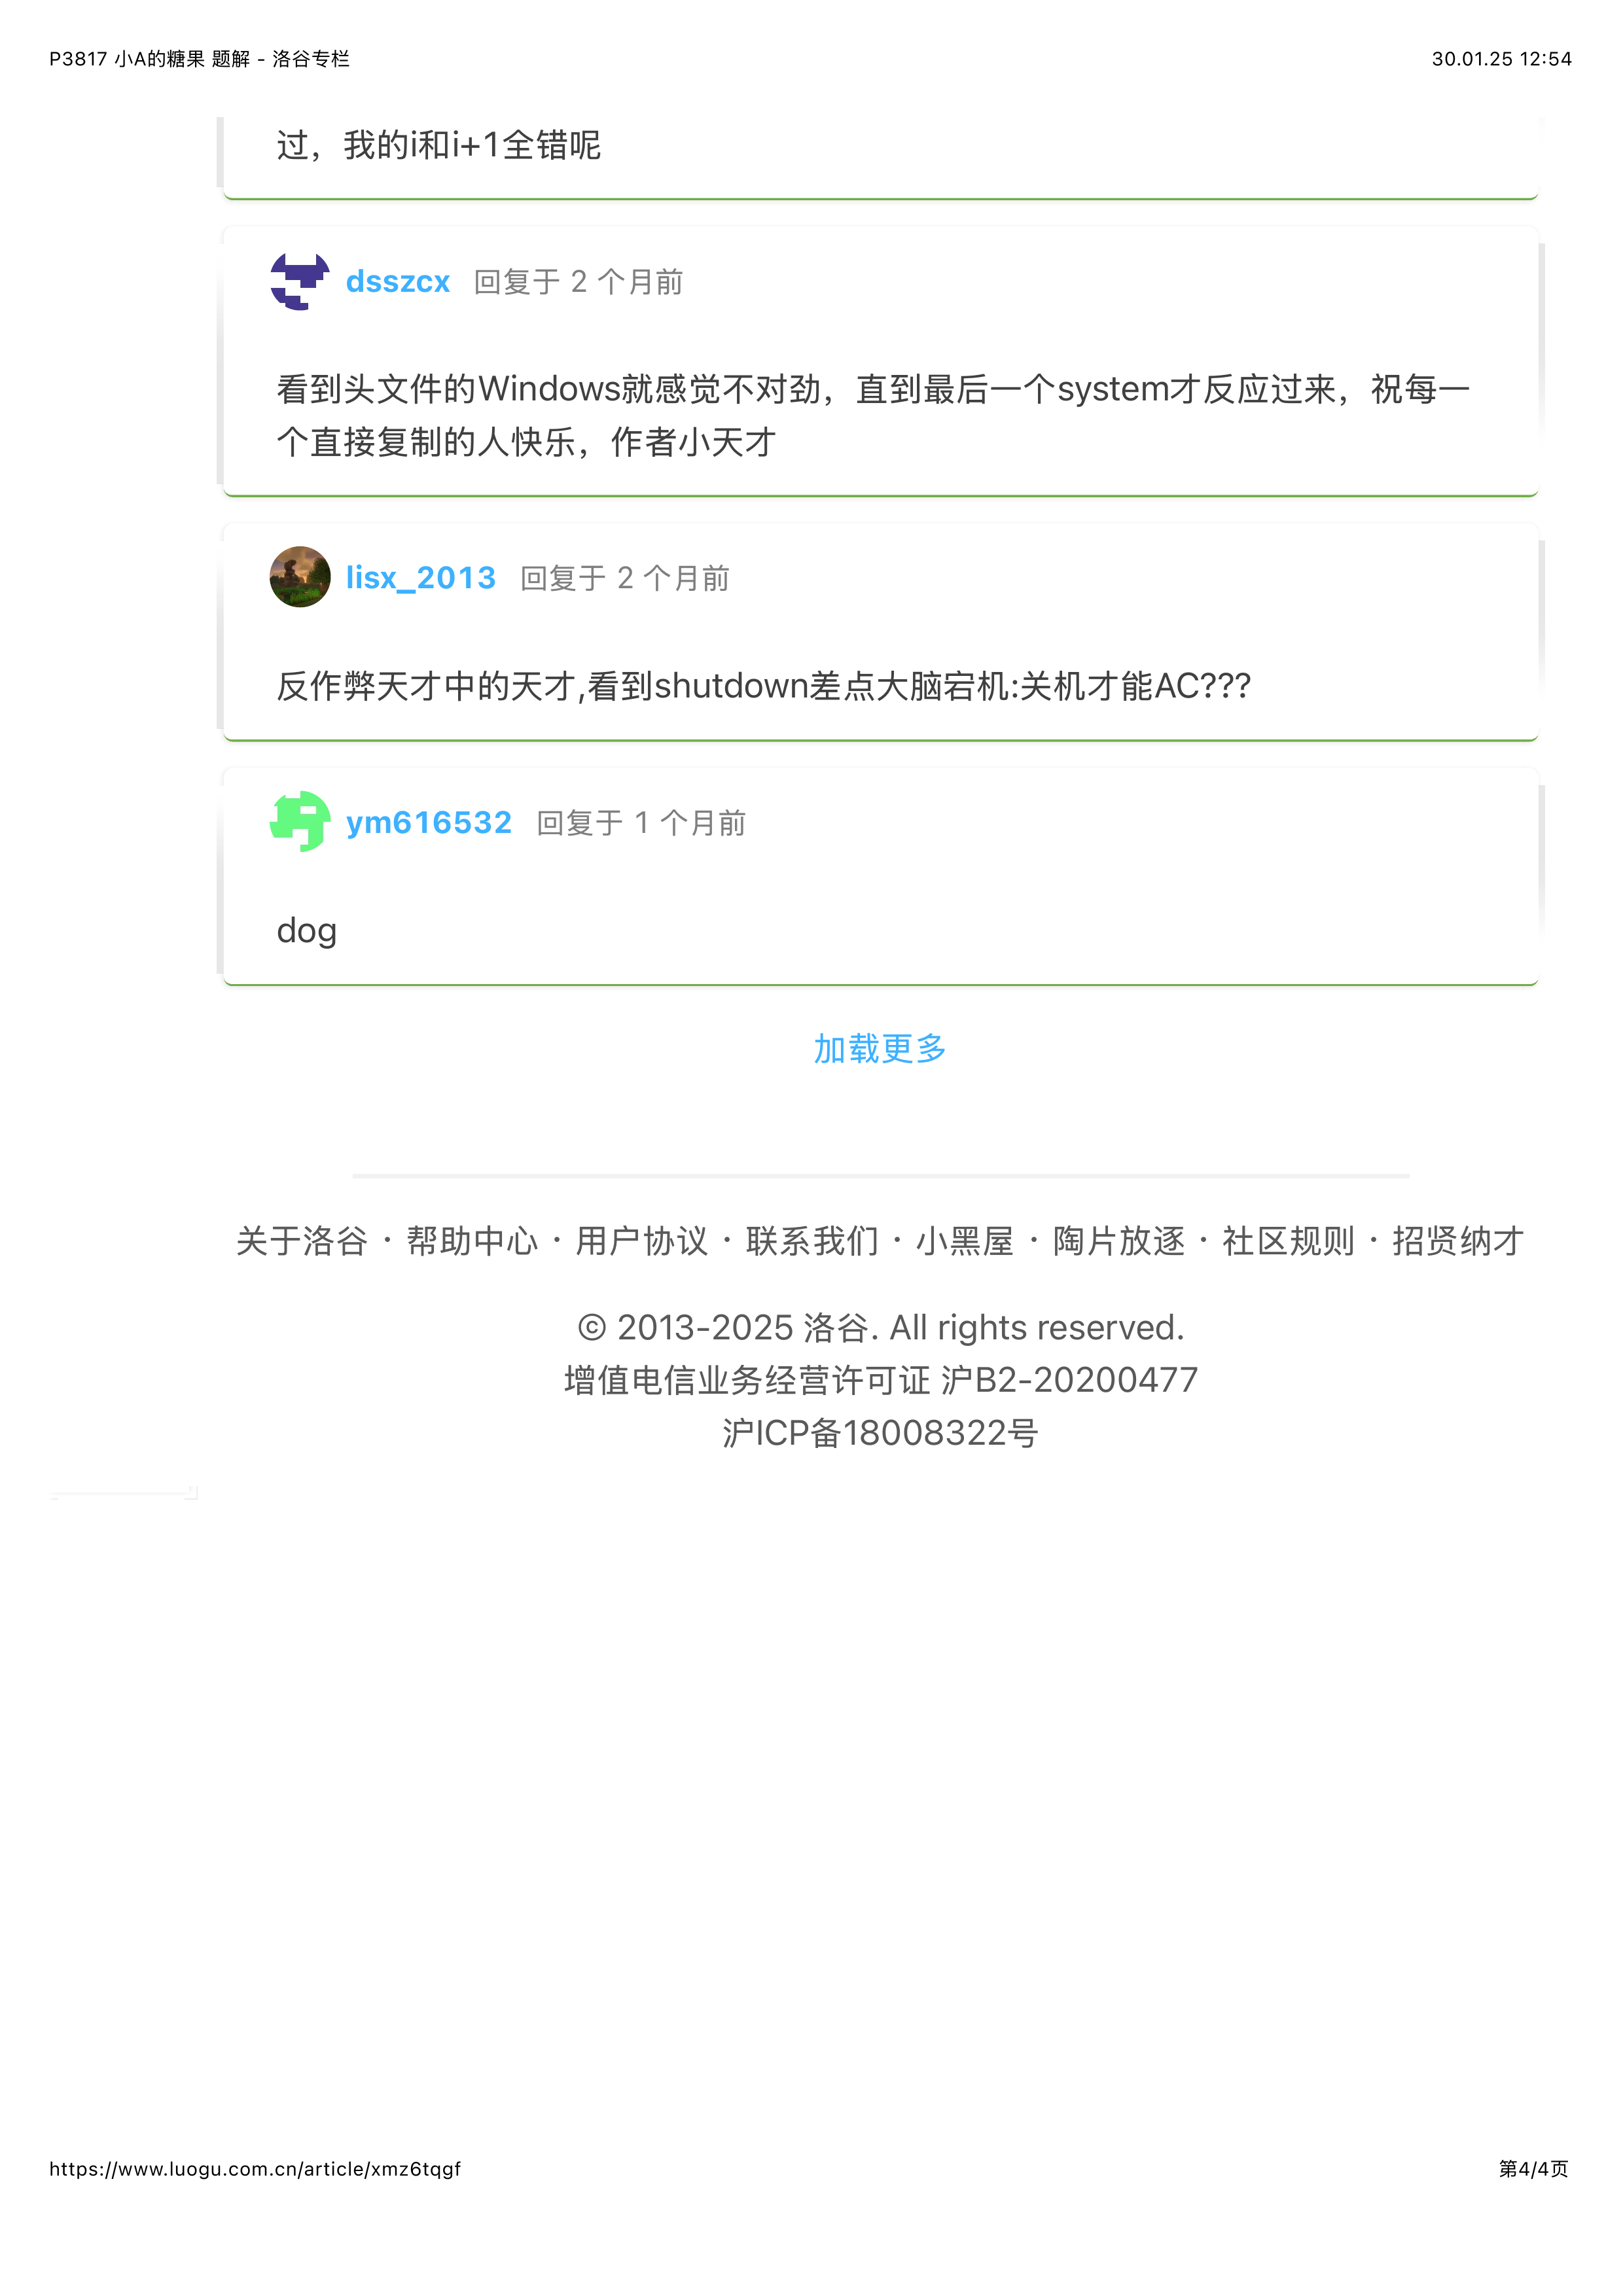 P3817 小A的糖果 题解 - 洛谷专栏
30.01.25 12:54
过，我的i和i+1全错呢
dsszcx 回复于 2 个月前
看到头文件的Windows就感觉不对劲，直到最后一个system才反应过来，祝每一
个直接复制的人快乐，作者小天才
lisx_2013 回复于 2 个月前
反作弊天才中的天才,看到shutdown差点大脑宕机:关机才能AC???
ym616532 回复于 1 个月前
dog
加载更多
关于洛谷 · 帮助中心 · 用户协议 · 联系我们 · 小黑屋 · 陶片放逐 · 社区规则 · 招贤纳才
© 2013-2025 洛谷. All rights reserved.
增值电信业务经营许可证 沪B2-20200477
沪ICP备18008322号
https://www.luogu.com.cn/article/xmz6tqgf
第4/4页